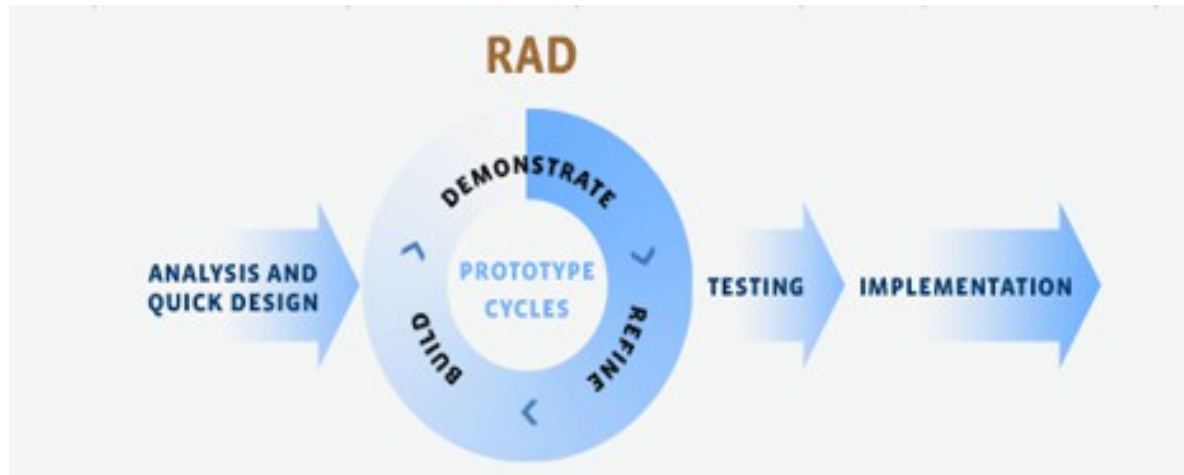 RAD
ANALYSIS AND
QUICK DESIGN
DEMONSTRATE
REFINE
BUILD
PROTOTYPE
CYCLES
TESTING
IMPLEMENTATION